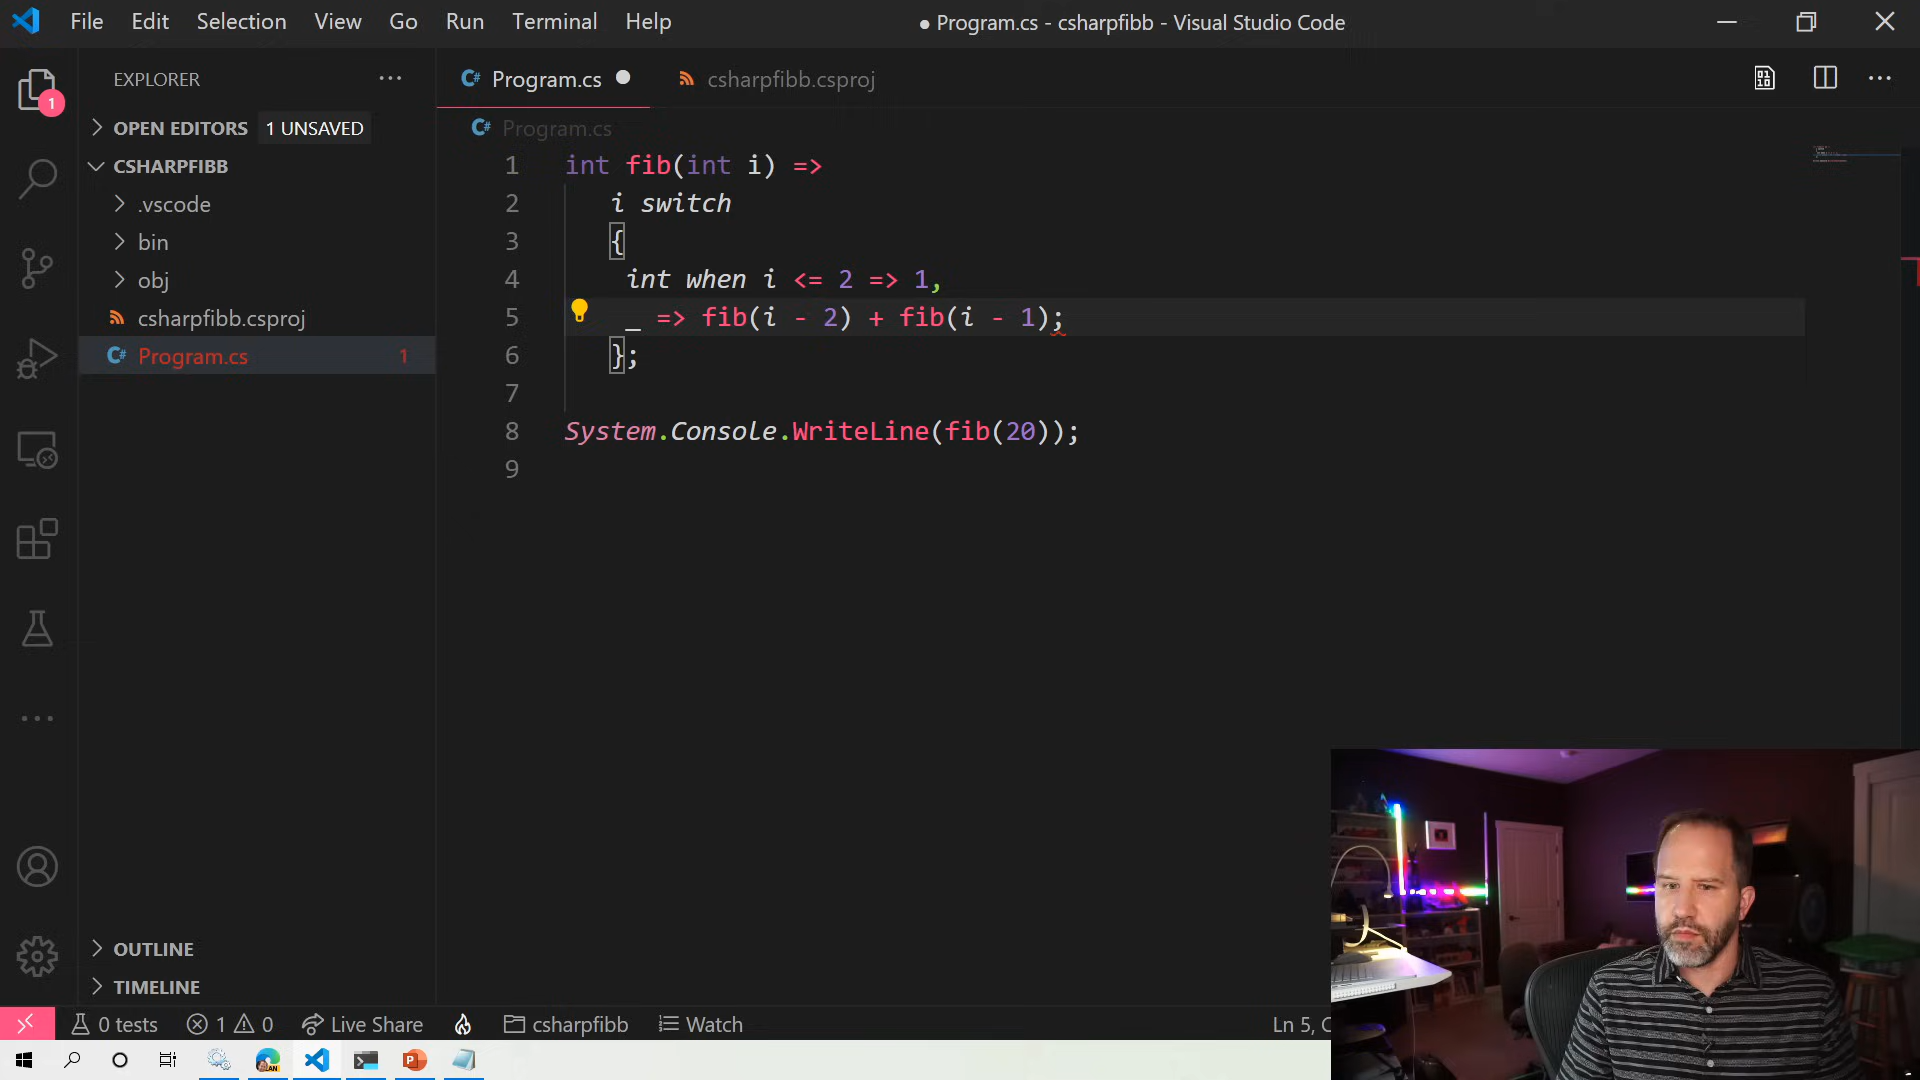 File Edit Selection View Go Run Terminal Help
● Program.cs - csharpfibb - Visual Studio Code
EXPLORER
Program.cs
csharpfibb.csproj
1
OPEN EDITORS 1 UNSAVED
CSHARPFIBB
.vscode
bin
obj
csharpfibb.csproj
Program.cs 1
OUTLINE
TIMELINE
Program.cs
1 int fib(int i) =>
2 i switch
3 {
4 int when i <= 2 => 1,
5 _ => fib(i - 2) + fib(i - 1);
6 };
7
8 System.Console.WriteLine(fib(20));
9
0 tests 1 0 Live Share csharpfibb Watch
Ln 5,